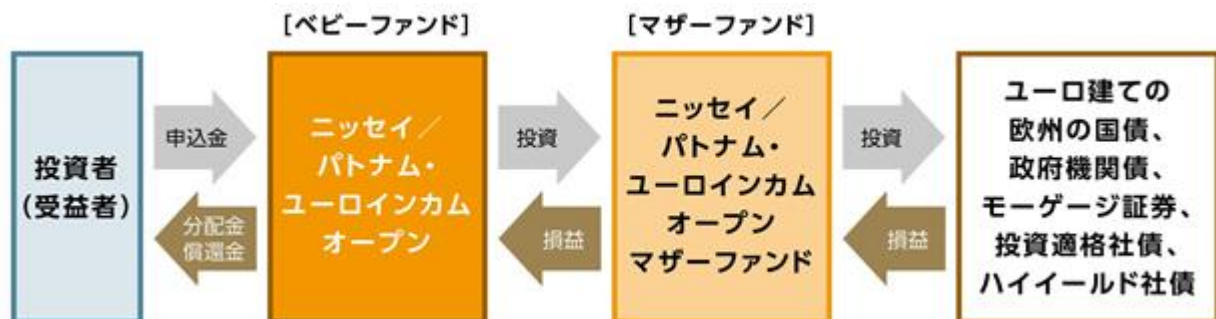 [ベビーファンド]
[マザーファンド]
投資者
(受益者)
申込金
分配金
償還金
ニッセイ／
パトナム・
ユーロインカム
オープン
投資
損益
ニッセイ／
パトナム・
ユーロインカム
オープン
マザーファンド
投資
損益
ユーロ建ての
欧州の国債、
政府機関債、
モーゲージ証券、
投資適格社債、
ハイイールド社債